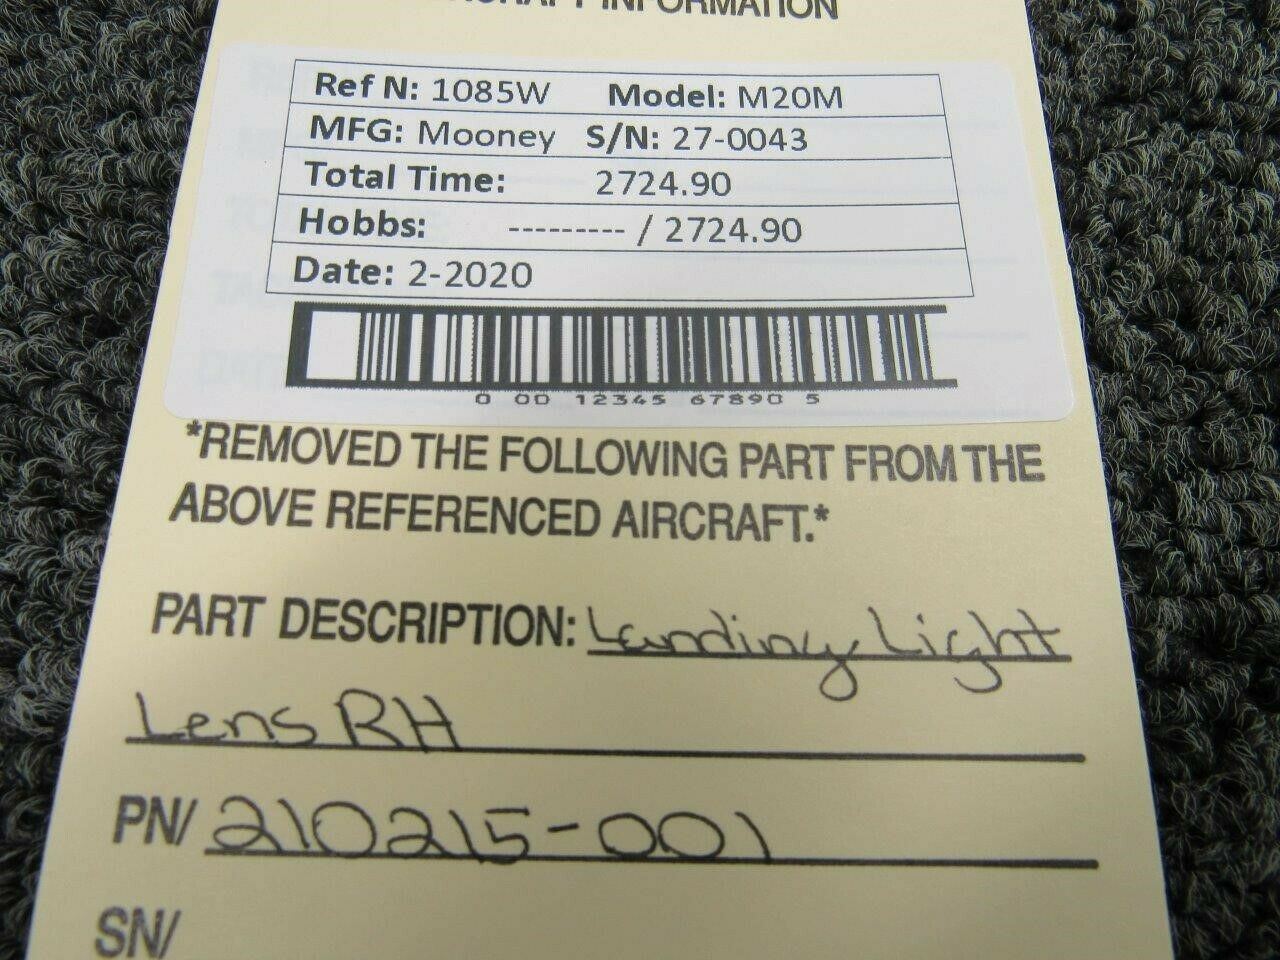 AIRCRAFT INFORMATION
Ref N: 1085W Model: M20M
MFG: Mooney S/N: 27-0043
Total Time: 2724.90
Hobbs: --------- / 2724.90
Date: 2-2020
0 00 12345 67890 5
*REMOVED THE FOLLOWING PART FROM THE
ABOVE REFERENCED AIRCRAFT.*
PART DESCRIPTION: Landing Light
Lens RH
PN/ 210215-001
SN/